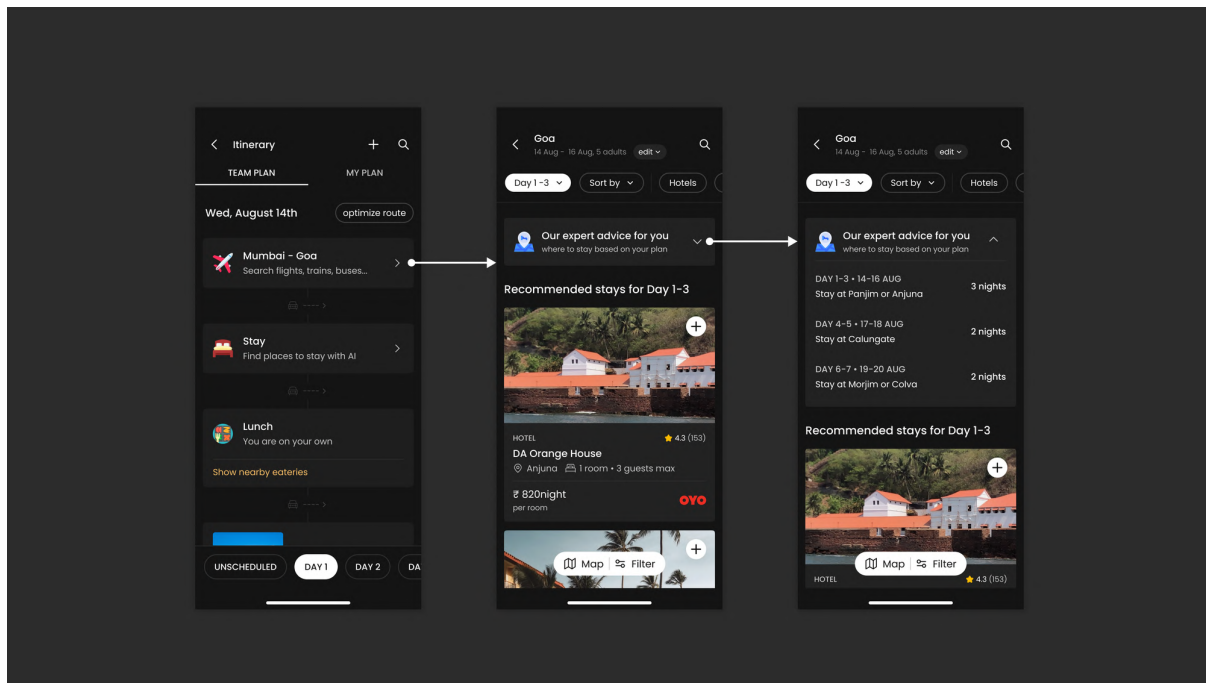 Itinerary
TEAM PLAN
MY PLAN
Wed, August 14th
optimize route
Mumbai - Goa
Search flights, trains, buses...
Stay
Find places to stay with AI
Lunch
You are on your own
Show nearby eateries
UNSCHEDULED
DAY 1
DAY 2
DA
Goa
14 Aug - 16 Aug, 5 adults
edit
Day 1 -3
Sort by
Hotels
Our expert advice for you
where to stay based on your plan
Recommended stays for Day 1-3
HOTEL
4.3 (153)
DA Orange House
Anjuna
1 room • 3 guests max
₹ 820night
per room
OYO
Map
Filter
Goa
14 Aug - 16 Aug, 5 adults
edit
Day 1 -3
Sort by
Hotels
Our expert advice for you
where to stay based on your plan
DAY 1-3 • 14-16 AUG
Stay at Panjim or Anjuna
3 nights
DAY 4-5 • 17-18 AUG
Stay at Calungate
2 nights
DAY 6-7 • 19-20 AUG
Stay at Morjim or Colva
2 nights
Recommended stays for Day 1-3
Map
Filter
HOTEL
4.3 (153)